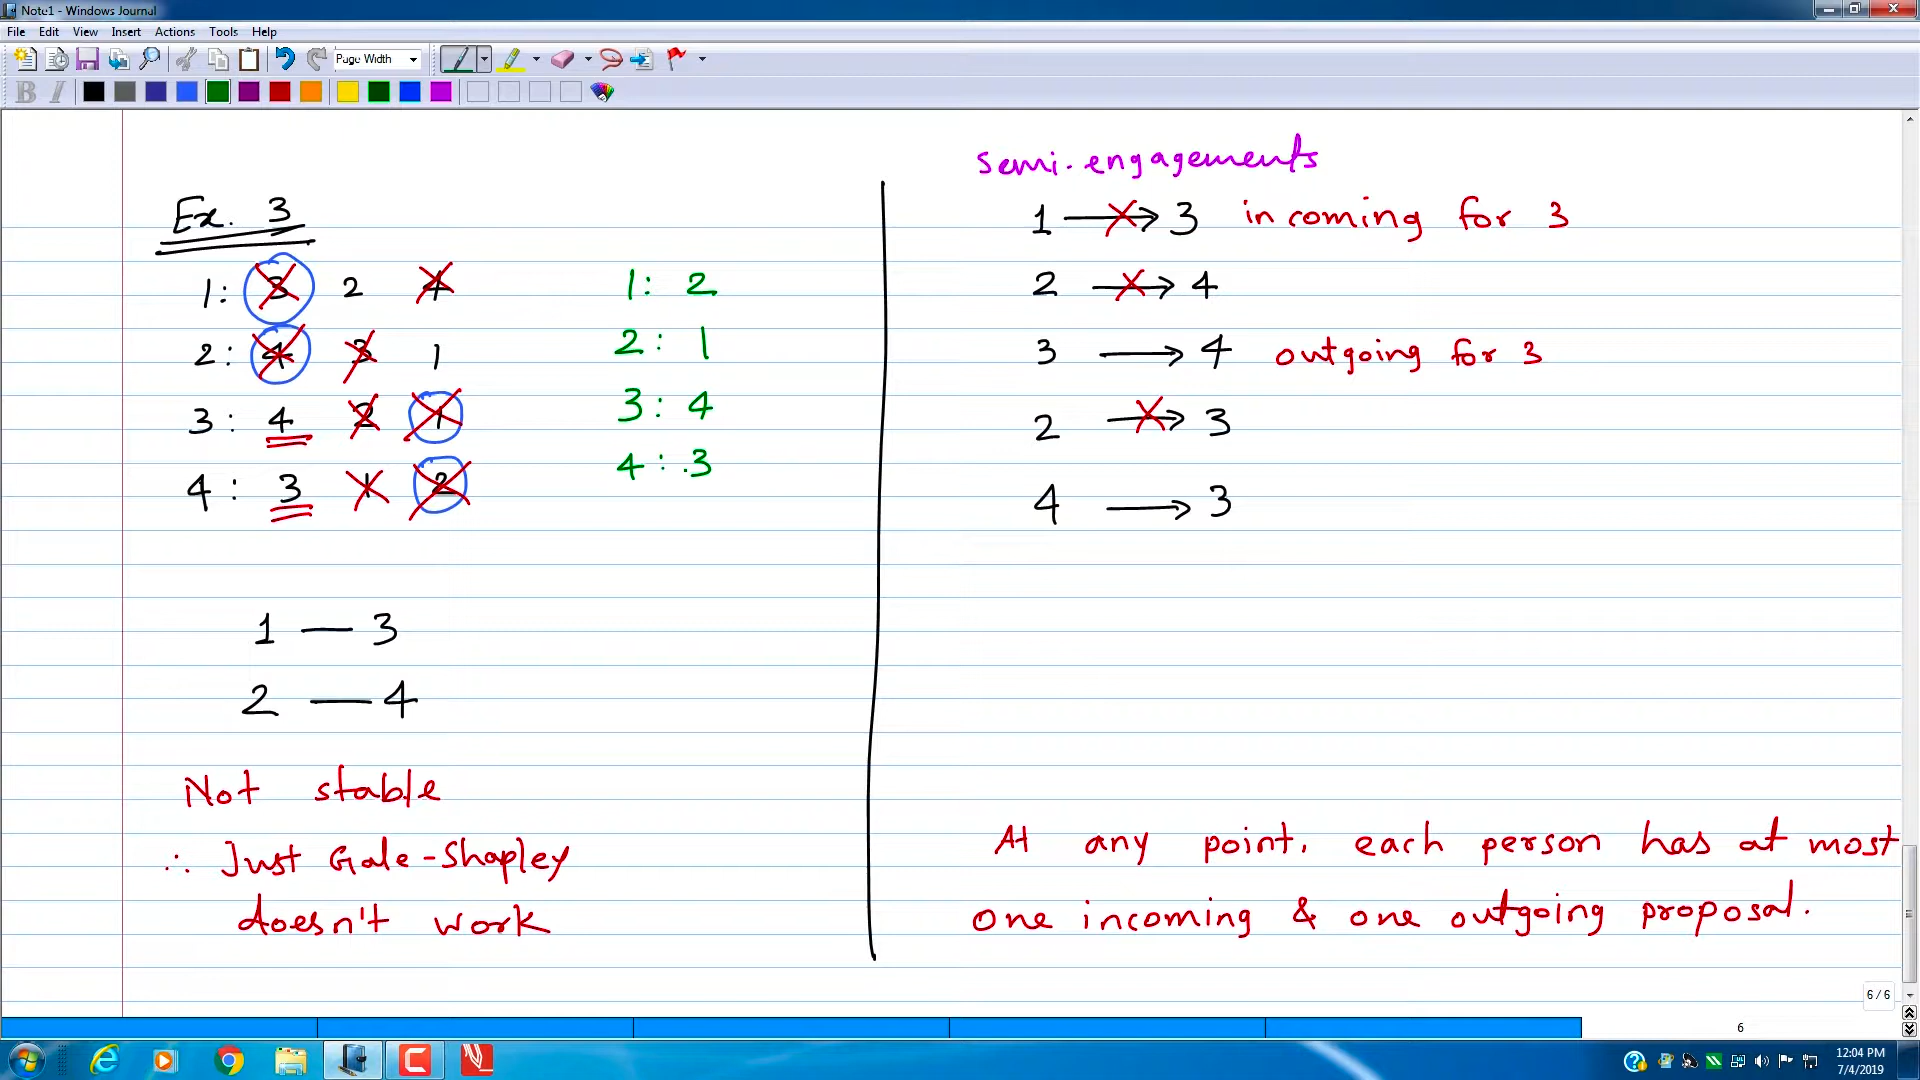 Note1 - Windows Journal
File Edit View Insert Actions Tools Help
Page Width
B I
Ex. 3
1: 3 2 4
2: 4 3 1
3: 4 2 1
4: 3 1 2
1: 2
2: 1
3: 4
4: 3
1 — 3
2 — 4
Not stable
∴ Just Gale-Shapley
doesn't work
semi-engagements
1 → 3 incoming for 3
2 → 4
3 → 4 outgoing for 3
2 → 3
4 → 3
At any point, each person has at most
one incoming & one outgoing proposal.
6 / 6
6
12:04 PM
7/4/2019